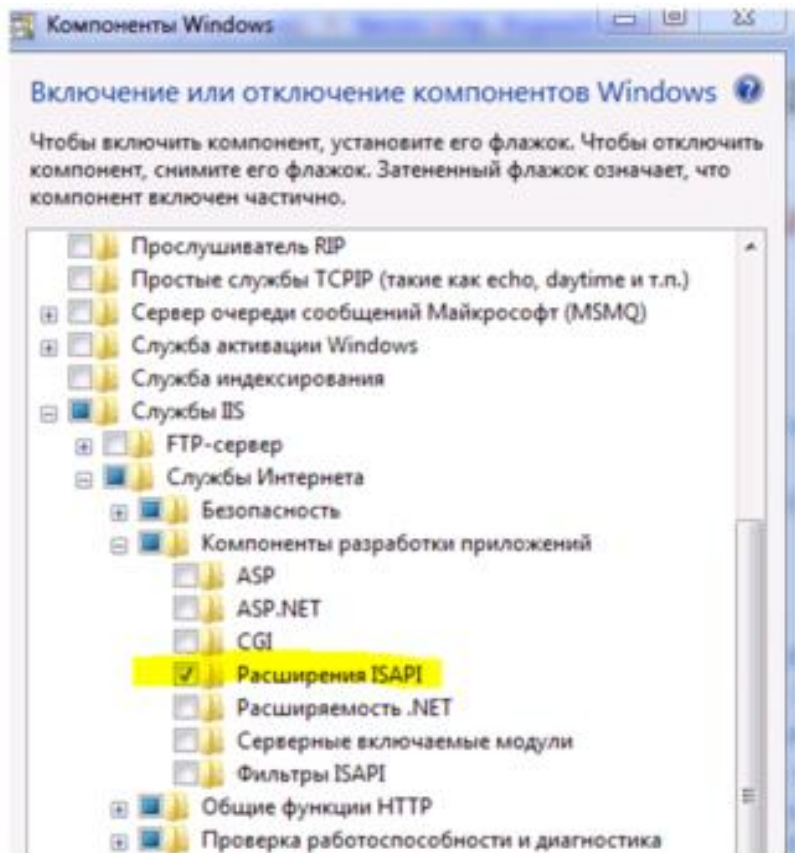 Компоненты Windows
Включение или отключение компонентов Windows
Чтобы включить компонент, установите его флажок. Чтобы отключить
компонент, снимите его флажок. Затененный флажок означает, что
компонент включен частично.
Прослушиватель RIP
Простые службы TCPIP (такие как echo, daytime и т.п.)
Сервер очереди сообщений Майкрософт (MSMQ)
Служба активации Windows
Служба индексирования
Службы IIS
FTP-сервер
Службы Интернета
Безопасность
Компоненты разработки приложений
ASP
ASP.NET
CGI
Расширения ISAPI
Расширяемость .NET
Серверные включаемые модули
Фильтры ISAPI
Общие функции HTTP
Проверка работоспособности и диагностика